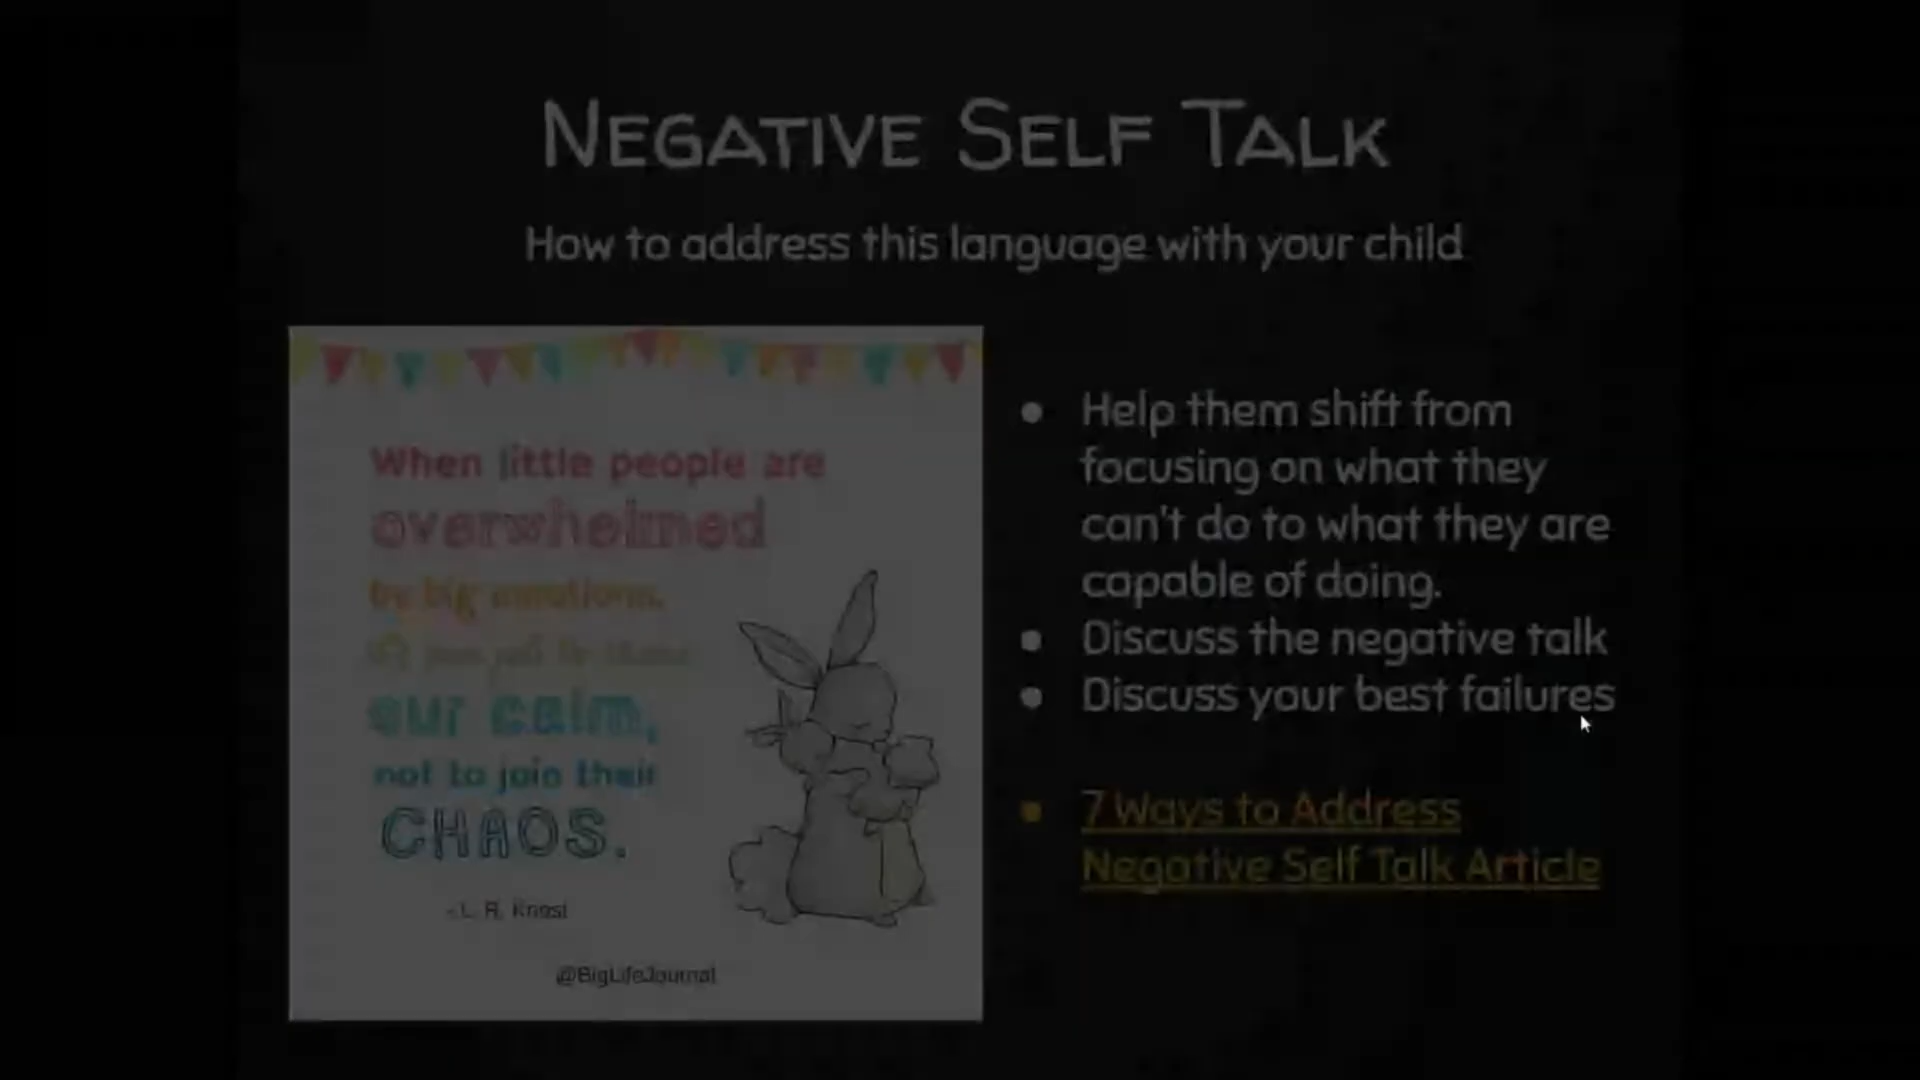 Negative Self Talk
How to address this language with your child
When little people are
overwhelmed
by big emotions,
our calm,
not to join their
CHAOS.
- L. R. Knost
@BigLifeJournal
● Help them shift from
focusing on what they
can't do to what they are
capable of doing.
● Discuss the negative talk
● Discuss your best failures
● 7 Ways to Address
Negative Self Talk Article